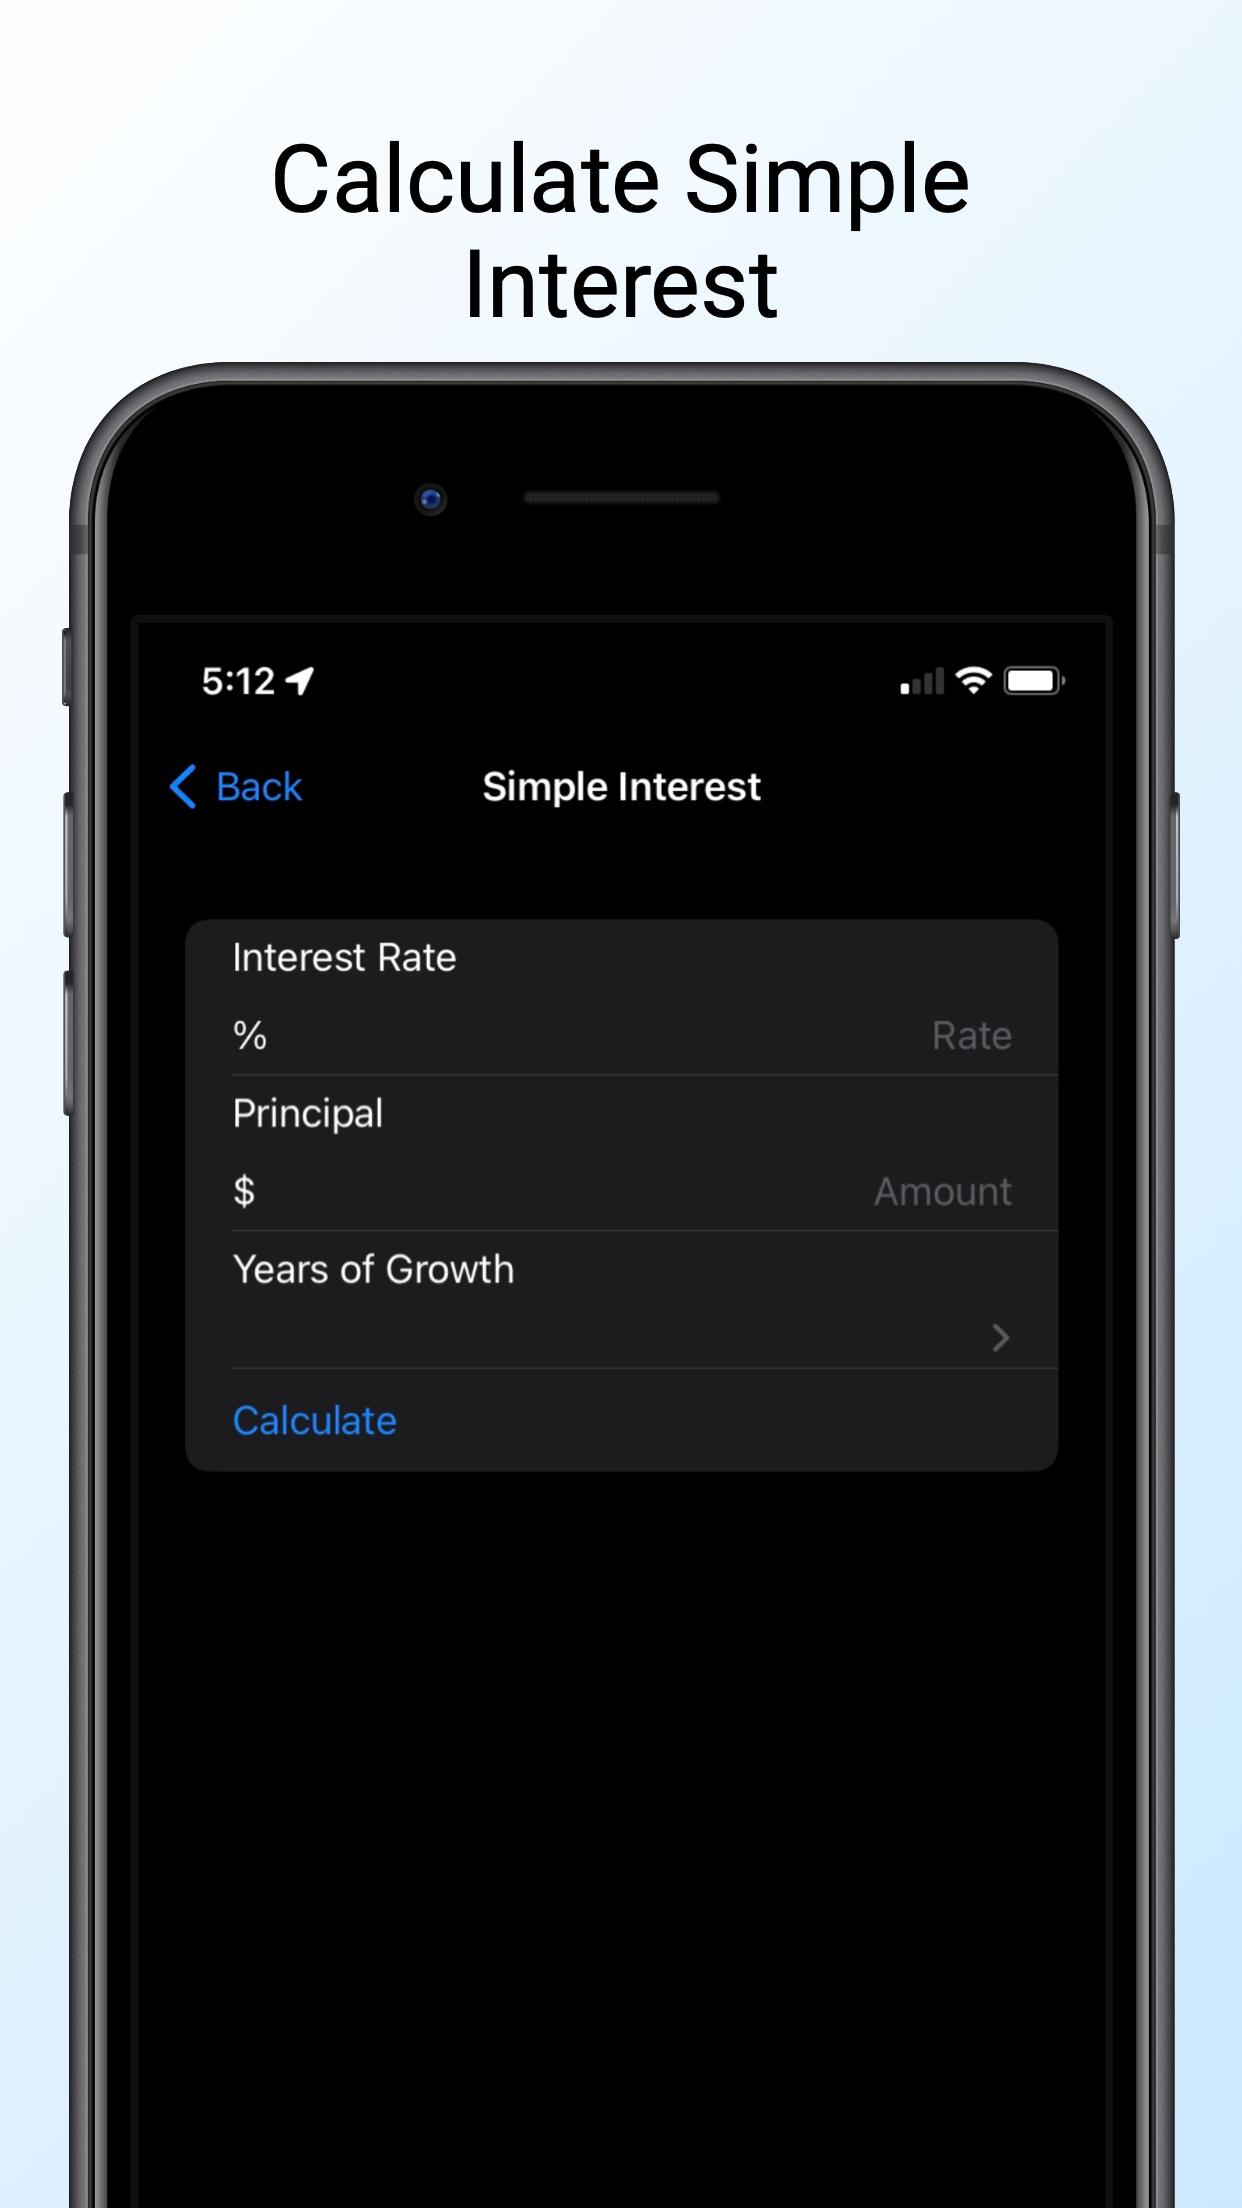 Calculate Simple
Interest
5:12
Back
Simple Interest
Interest Rate
% Rate
Principal
$ Amount
Years of Growth
Calculate